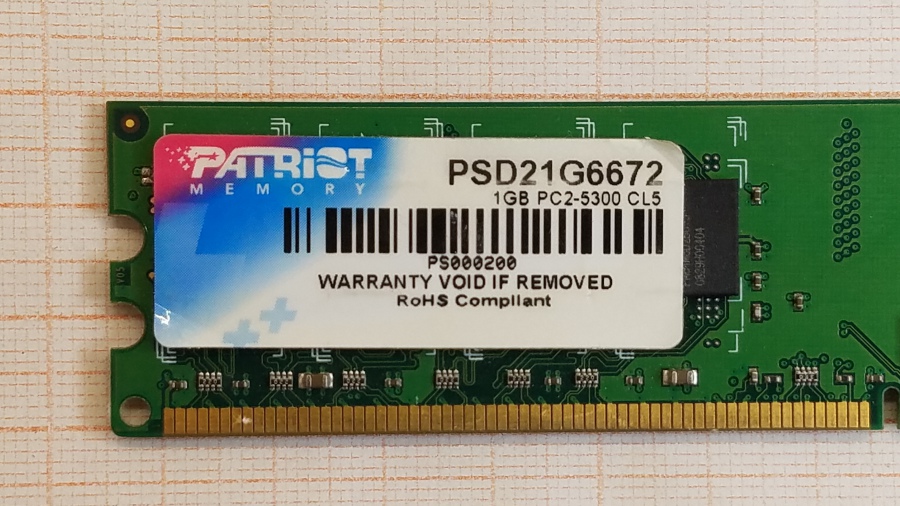 PATRIOT
MEMORY
PSD21G6672
1GB PC2-5300 CL5
PS000200
WARRANTY VOID IF REMOVED
RoHS Compliant